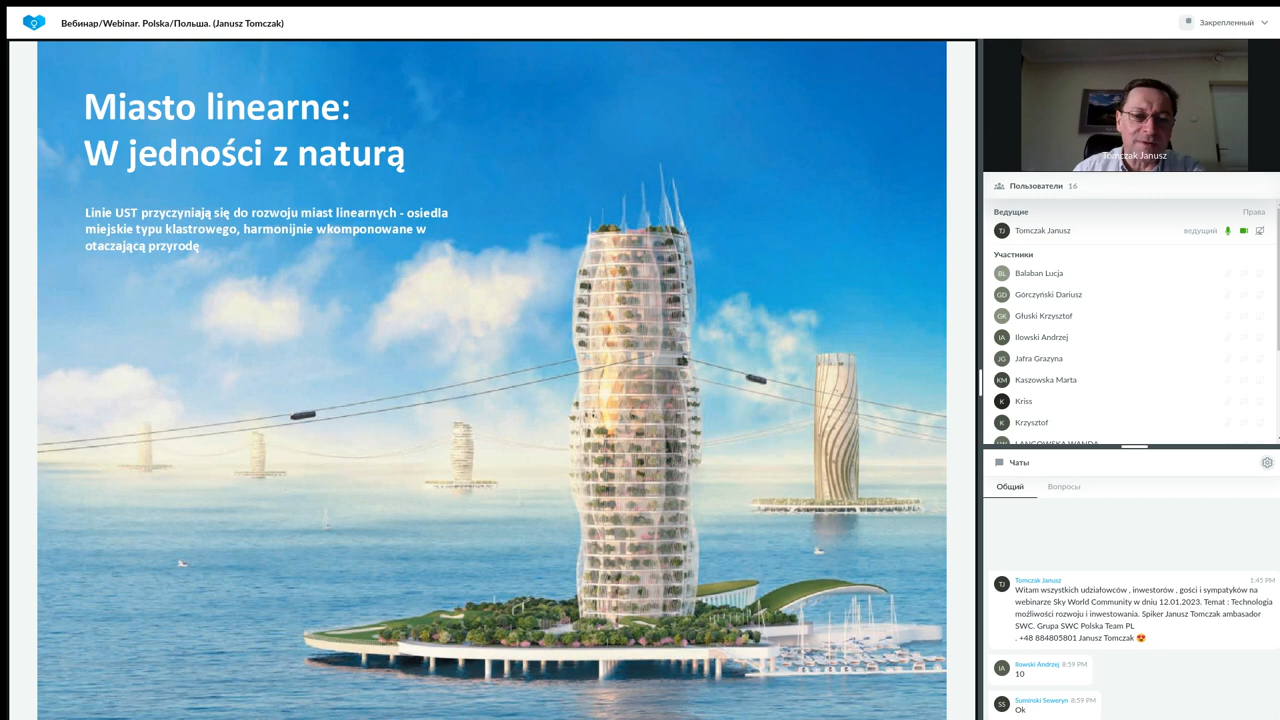 Вебинар/Webinar. Polska/Польша. (Janusz Tomczak)
Закрепленный
Miasto linearne:
W jedności z naturą
Linie UST przyczyniają się do rozwoju miast linearnych - osiedla
miejskie typu klastrowego, harmonijnie wkomponowane w
otaczającą przyrodę
Tomczak Janusz
Пользователи 16
Ведущие Права
TJ Tomczak Janusz ведущий
Участники
BL Balaban Lucja
GD Górczyński Dariusz
GK Głuski Krzysztof
IA Ilowski Andrzej
JG Jafra Grazyna
KM Kaszowska Marta
K Kriss
K Krzysztof
LANGOWSKA WANDA
Чаты
Общий Вопросы
TJ Tomczak Janusz 1:45 PM
Witam wszystkich udziałowców , inwestorów , gości i sympatyków na
webinarze Sky World Community w dniu 12.01.2023. Temat : Technologia
możliwości rozwoju i inwestowania. Spiker Janusz Tomczak ambasador
SWC. Grupa SWC Polska Team PL
. +48 884805801 Janusz Tomczak 😍
IA Ilowski Andrzej 8:59 PM
10
SS Suminski Seweryn 8:59 PM
Ok